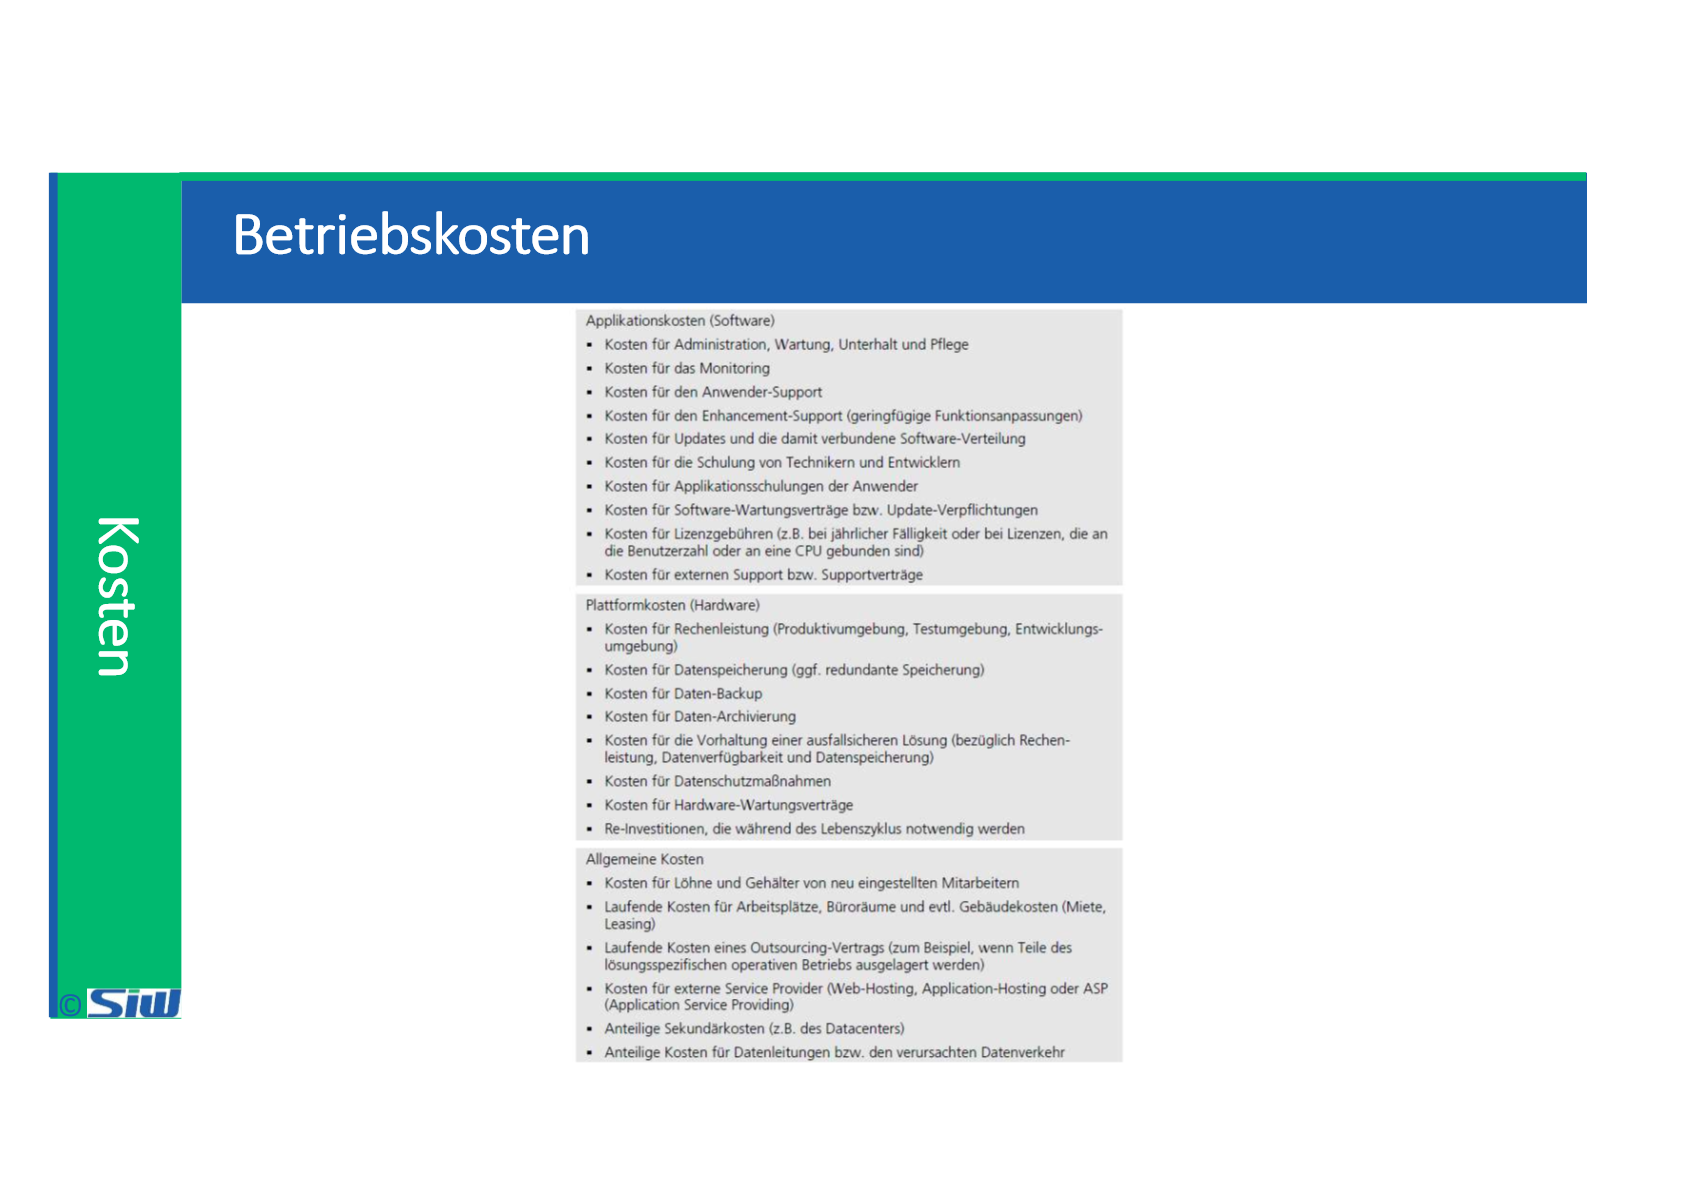 Betriebskosten
Kosten
Applikationskosten (Software)
▪ Kosten für Administration, Wartung, Unterhalt und Pflege
▪ Kosten für das Monitoring
▪ Kosten für den Anwender-Support
▪ Kosten für den Enhancement-Support (geringfügige Funktionsanpassungen)
▪ Kosten für Updates und die damit verbundene Software-Verteilung
▪ Kosten für die Schulung von Technikern und Entwicklern
▪ Kosten für Applikationsschulungen der Anwender
▪ Kosten für Software-Wartungsverträge bzw. Update-Verpflichtungen
▪ Kosten für Lizenzgebühren (z.B. bei jährlicher Fälligkeit oder bei Lizenzen, die an
die Benutzerzahl oder an eine CPU gebunden sind)
▪ Kosten für externen Support bzw. Supportverträge
Plattformkosten (Hardware)
▪ Kosten für Rechenleistung (Produktivumgebung, Testumgebung, Entwicklungs-
umgebung)
▪ Kosten für Datenspeicherung (ggf. redundante Speicherung)
▪ Kosten für Daten-Backup
▪ Kosten für Daten-Archivierung
▪ Kosten für die Vorhaltung einer ausfallsicheren Lösung (bezüglich Rechen-
leistung, Datenverfügbarkeit und Datenspeicherung)
▪ Kosten für Datenschutzmaßnahmen
▪ Kosten für Hardware-Wartungsverträge
▪ Re-Investitionen, die während des Lebenszyklus notwendig werden
Allgemeine Kosten
▪ Kosten für Löhne und Gehälter von neu eingestellten Mitarbeitern
▪ Laufende Kosten für Arbeitsplätze, Büroräume und evtl. Gebäudekosten (Miete,
Leasing)
▪ Laufende Kosten eines Outsourcing-Vertrags (zum Beispiel, wenn Teile des
lösungsspezifischen operativen Betriebs ausgelagert werden)
▪ Kosten für externe Service Provider (Web-Hosting, Application-Hosting oder ASP
(Application Service Providing)
▪ Anteilige Sekundärkosten (z.B. des Datacenters)
▪ Anteilige Kosten für Datenleitungen bzw. den verursachten Datenverkehr
© SIW